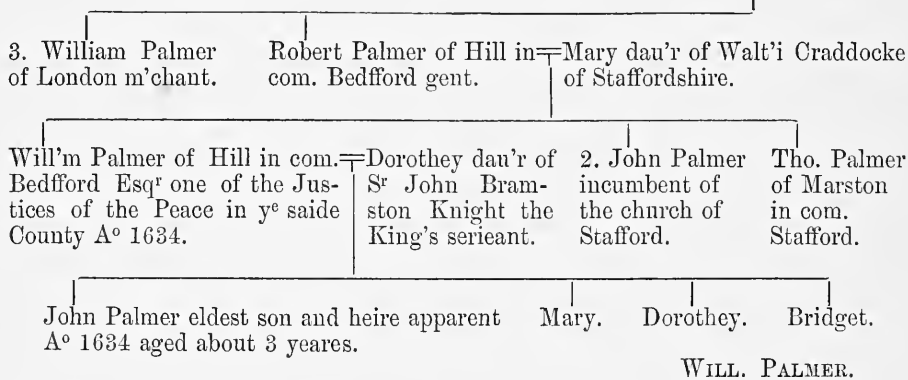 3. William Palmer
of London m'chant.
Robert Palmer of Hill in
com. Bedfford gent.
Mary dau'r of Walt'i Craddocke
of Staffordshire.
Will'm Palmer of Hill in com.
Bedfford Esqʳ one of the Jus-
tices of the Peace in yᵉ saide
County Aᵒ 1634.
Dorothey dau'r of
Sʳ John Bram-
ston Knight the
King's serieant.
2. John Palmer
incumbent of
the church of
Stafford.
Tho. Palmer
of Marston
in com.
Stafford.
John Palmer eldest son and heire apparent
Aᵒ 1634 aged about 3 yeares.
Mary.
Dorothey.
Bridget.
WILL. PALMER.